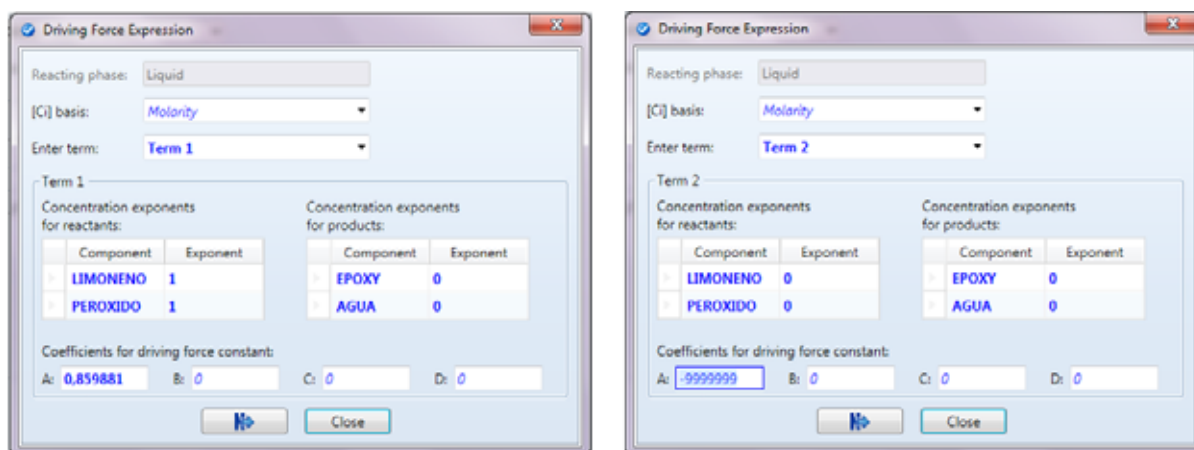 Driving Force Expression
Reacting phase: Liquid
[Ci] basis: Molarity
Enter term: Term 1
Term 1
Concentration exponents for reactants:
Concentration exponents for products:
Component Exponent
LIMONENO 1
PEROXIDO 1
Component Exponent
EPOXY 0
AGUA 0
Coefficients for driving force constant:
A: 0,859881 B: 0 C: 0 D: 0
N Close
Driving Force Expression
Reacting phase: Liquid
[Ci] basis: Molarity
Enter term: Term 2
Term 2
Concentration exponents for reactants:
Concentration exponents for products:
Component Exponent
LIMONENO 0
PEROXIDO 0
Component Exponent
EPOXY 0
AGUA 0
Coefficients for driving force constant:
A: -9999999 B: 0 C: 0 D: 0
N Close